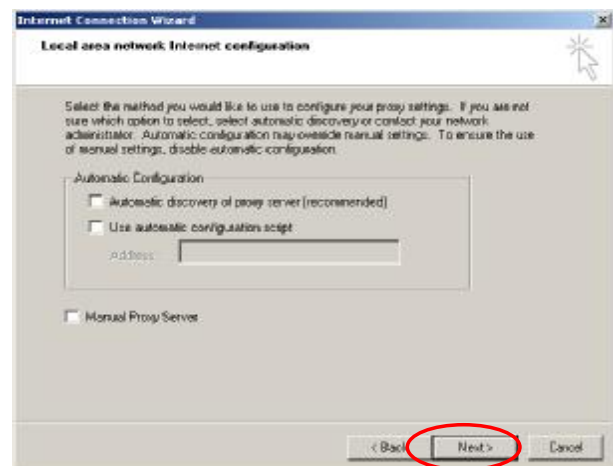 Internet Connection Wizard
Local area network Internet configuration
Select the method you would like to use to configure your proxy settings. If you are not
sure which option to select, select automatic discovery or contact your network
administrator. Automatic configuration may override manual settings. To ensure the use
of manual settings, disable automatic configuration.
Automatic Configuration
Automatic discovery of proxy server [recommended]
Use automatic configuration script
Address
Manual Proxy Server
< Back
Next >
Cancel